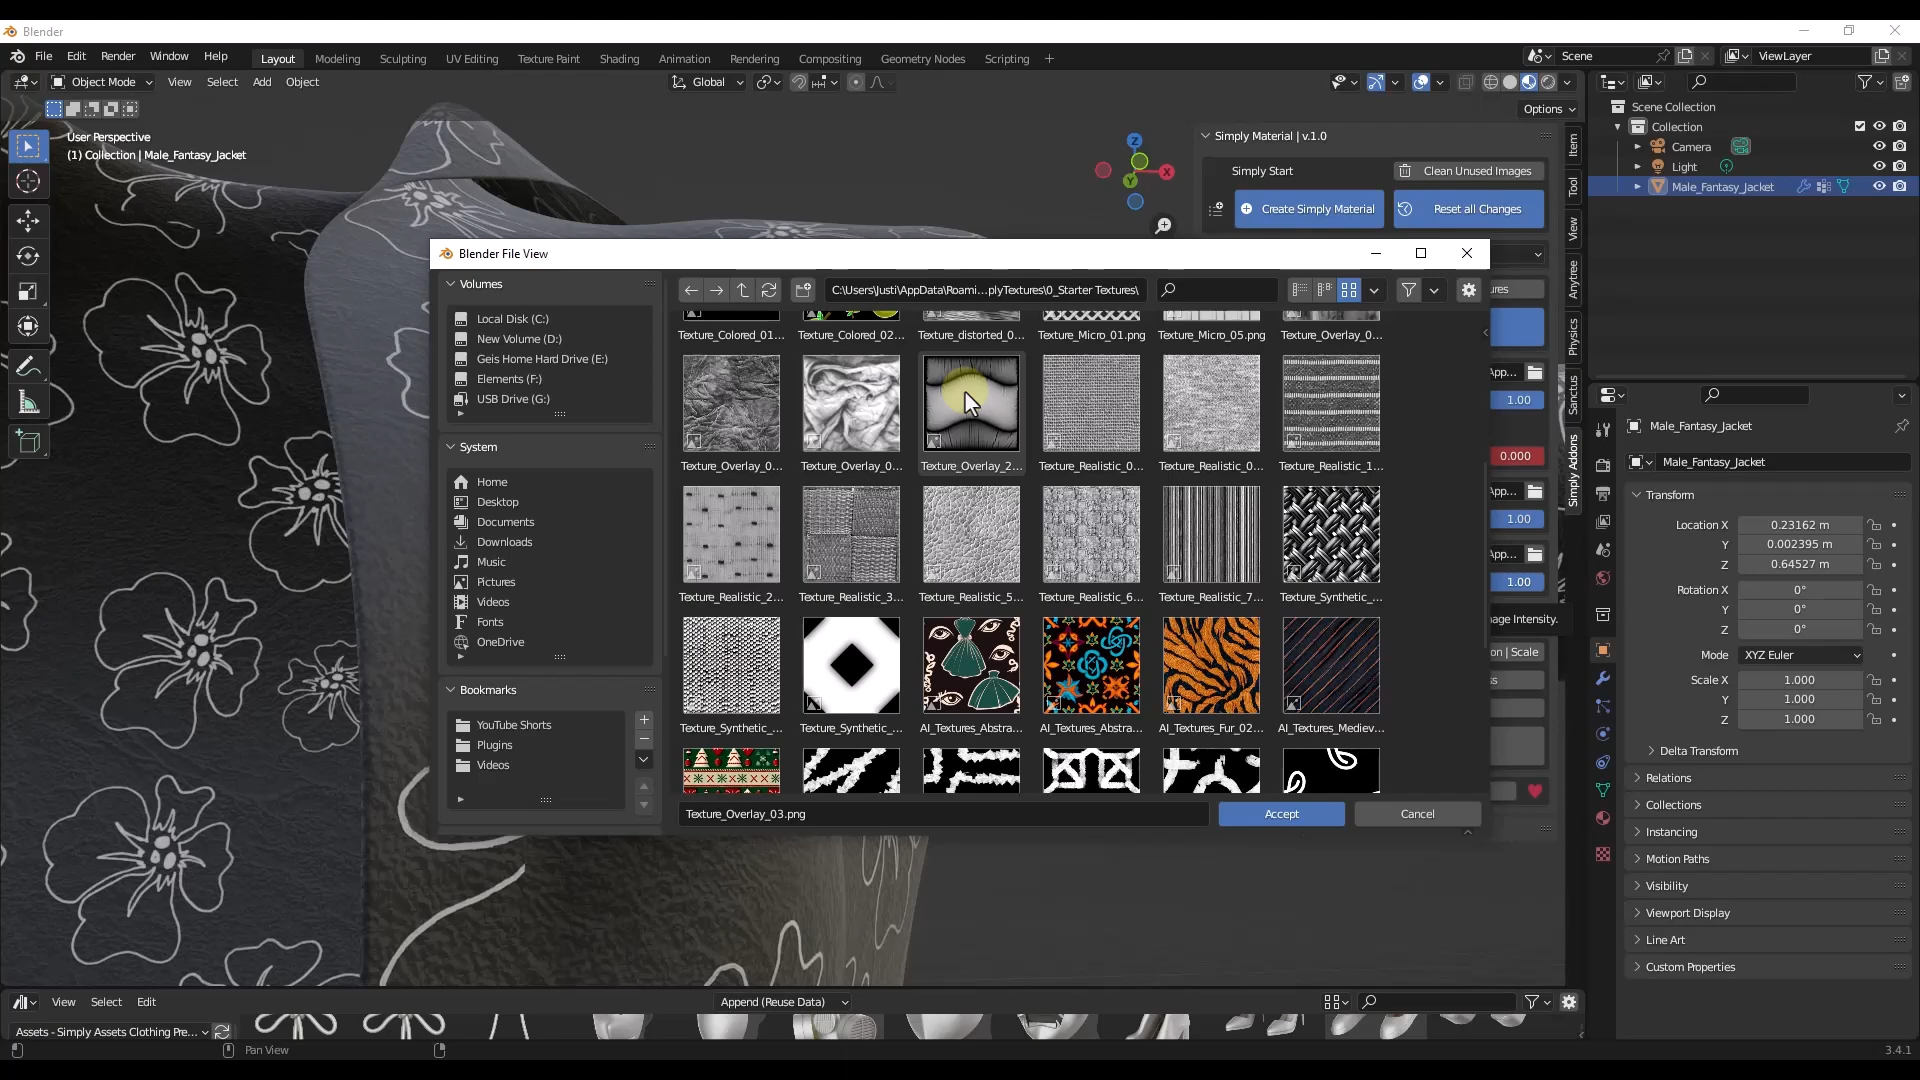 Blender
File Edit Render Window Help Layout Modeling Sculpting UV Editing Texture Paint Shading Animation Rendering Compositing Geometry Nodes Scripting + Scene ViewLayer
Object Mode View Select Add Object Global
Options
User Perspective
(1) Collection | Male_Fantasy_Jacket
Z
X
Y
Simply Material | v.1.0
Simply Start Clean Unused Images
Create Simply Material Reset all Changes
Item
Tool
View
Anytree
Physics
Sanctus
Simply Addons
Scene Collection
Collection
Camera
Light
Male_Fantasy_Jacket
Blender File View
Volumes
Local Disk (C:)
New Volume (D:)
Geis Home Hard Drive (E:)
Elements (F:)
USB Drive (G:)
System
Home
Desktop
Documents
Downloads
Music
Pictures
Videos
Fonts
OneDrive
Bookmarks
YouTube Shorts
Plugins
Videos
C:\Users\Justi\AppData\Roami...plyTextures\0_Starter Textures\
Texture_Colored_01... Texture_Colored_02... Texture_distorted_0... Texture_Micro_01.png Texture_Micro_05.png Texture_Overlay_0...
Texture_Overlay_0... Texture_Overlay_0... Texture_Overlay_2... Texture_Realistic_0... Texture_Realistic_0... Texture_Realistic_1...
Texture_Realistic_2... Texture_Realistic_3... Texture_Realistic_5... Texture_Realistic_6... Texture_Realistic_7... Texture_Synthetic_...
Texture_Synthetic_... Texture_Synthetic_... AI_Textures_Abstra... AI_Textures_Abstra... AI_Textures_Fur_02... AI_Textures_Mediev...
Texture_Overlay_03.png Accept Cancel
ures
App...
1.00
0.000
App...
1.00
App...
1.00
nage Intensity.
on | Scale
ss
Male_Fantasy_Jacket
Male_Fantasy_Jacket
Transform
Location X 0.23162 m
Y 0.002395 m
Z 0.64527 m
Rotation X 0°
Y 0°
Z 0°
Mode XYZ Euler
Scale X 1.000
Y 1.000
Z 1.000
Delta Transform
Relations
Collections
Instancing
Motion Paths
Visibility
Viewport Display
Line Art
Custom Properties
View Select Edit Append (Reuse Data)
Assets - Simply Assets Clothing Pre...
Pan View 3.4.1